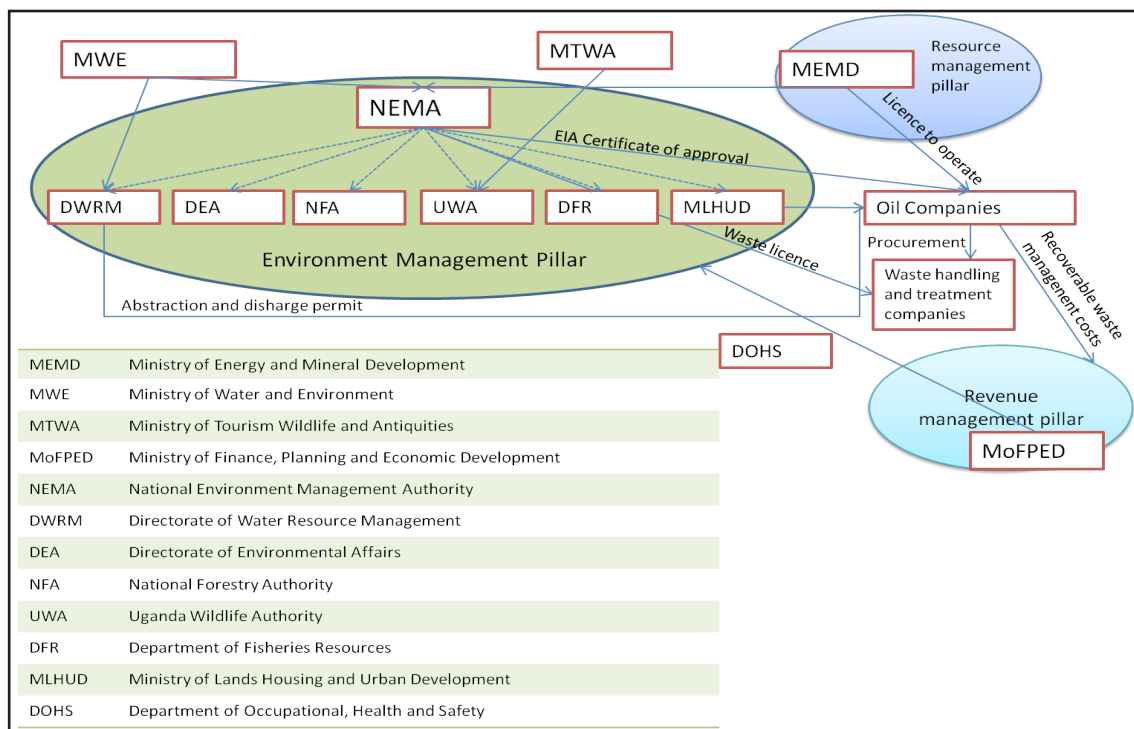 MWE
MTWA
MEMD
Resource
management
pillar
NEMA
EIA Certificate of approval
Licence to operate
DWRM
DEA
NFA
UWA
DFR
MLHUD
Oil Companies
Environment Management Pillar
Waste licence
Procurement
Waste handling
and treatment
companies
Recoverable waste
management costs
Abstraction and disharge permit
DOHS
Revenue
management pillar
MoFPED
MEMD Ministry of Energy and Mineral Development
MWE Ministry of Water and Environment
MTWA Ministry of Tourism Wildlife and Antiquities
MoFPED Ministry of Finance, Planning and Economic Development
NEMA National Environment Management Authority
DWRM Directorate of Water Resource Management
DEA Directorate of Environmental Affairs
NFA National Forestry Authority
UWA Uganda Wildlife Authority
DFR Department of Fisheries Resources
MLHUD Ministry of Lands Housing and Urban Development
DOHS Department of Occupational, Health and Safety